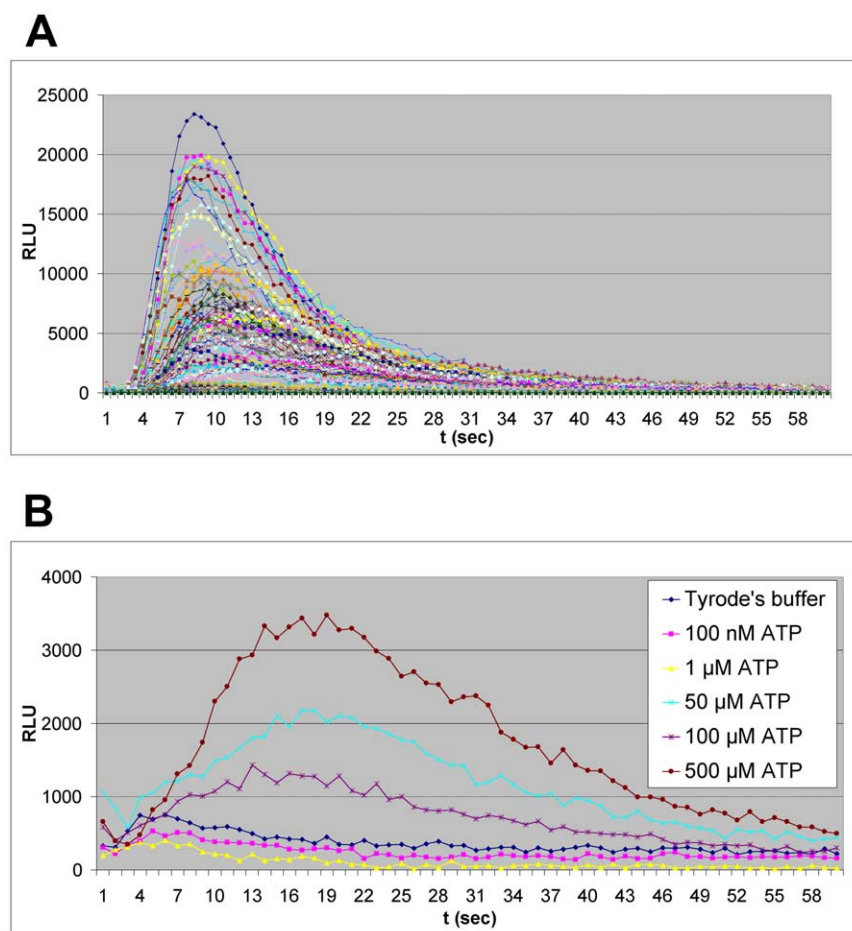 A
25000
20000
15000
10000
5000
0
RLU
1 4 7 10 13 16 19 22 25 28 31 34 37 40 43 46 49 52 55 58
t (sec)
B
4000
3000
2000
1000
0
RLU
1 4 7 10 13 16 19 22 25 28 31 34 37 40 43 46 49 52 55 58
t (sec)
Tyrode's buffer
100 nM ATP
1 µM ATP
50 µM ATP
100 µM ATP
500 µM ATP